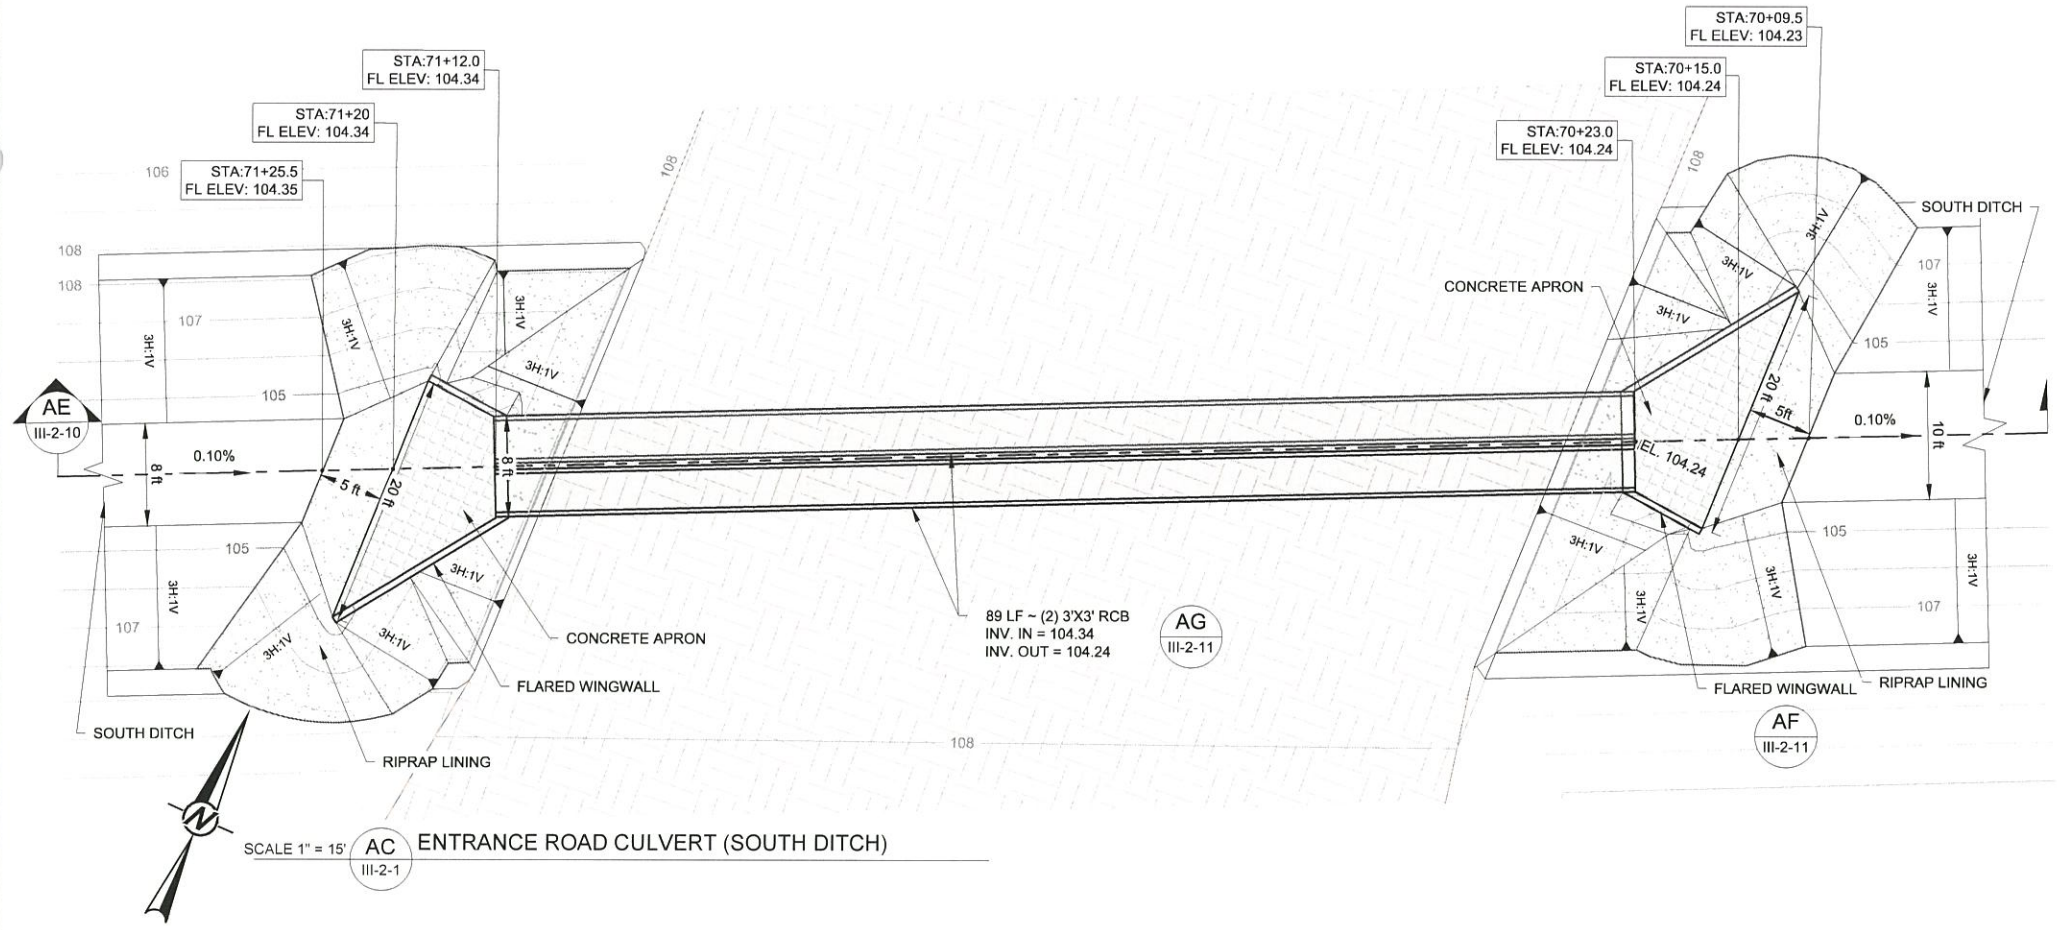 STA:70+09.5
FL ELEV: 104.23
STA:71+12.0
FL ELEV: 104.34
STA:70+15.0
FL ELEV: 104.24
STA:71+20
FL ELEV: 104.34
STA:70+23.0
FL ELEV: 104.24
STA:71+25.5
FL ELEV: 104.35
106
108
108
SOUTH DITCH
3H:1V
108
108
107
3H:1V
107
3H:1V
CONCRETE APRON
3H:1V
3H:1V
3H:1V
3H:1V
3H:1V
105
105
20 ft
5ft
AE
III-2-10
0.10%
8 ft
5 ft
20 ft
8 ft
EL. 104.24
0.10%
10 ft
105
105
3H:1V
3H:1V
3H:1V
3H:1V
3H:1V
3H:1V
107
107
3H:1V
3H:1V
CONCRETE APRON
89 LF ~ (2) 3'X3' RCB
INV. IN = 104.34
INV. OUT = 104.24
AG
III-2-11
FLARED WINGWALL
FLARED WINGWALL
RIPRAP LINING
AF
III-2-11
SOUTH DITCH
RIPRAP LINING
108
N
SCALE 1" = 15'
AC
III-2-1
ENTRANCE ROAD CULVERT (SOUTH DITCH)